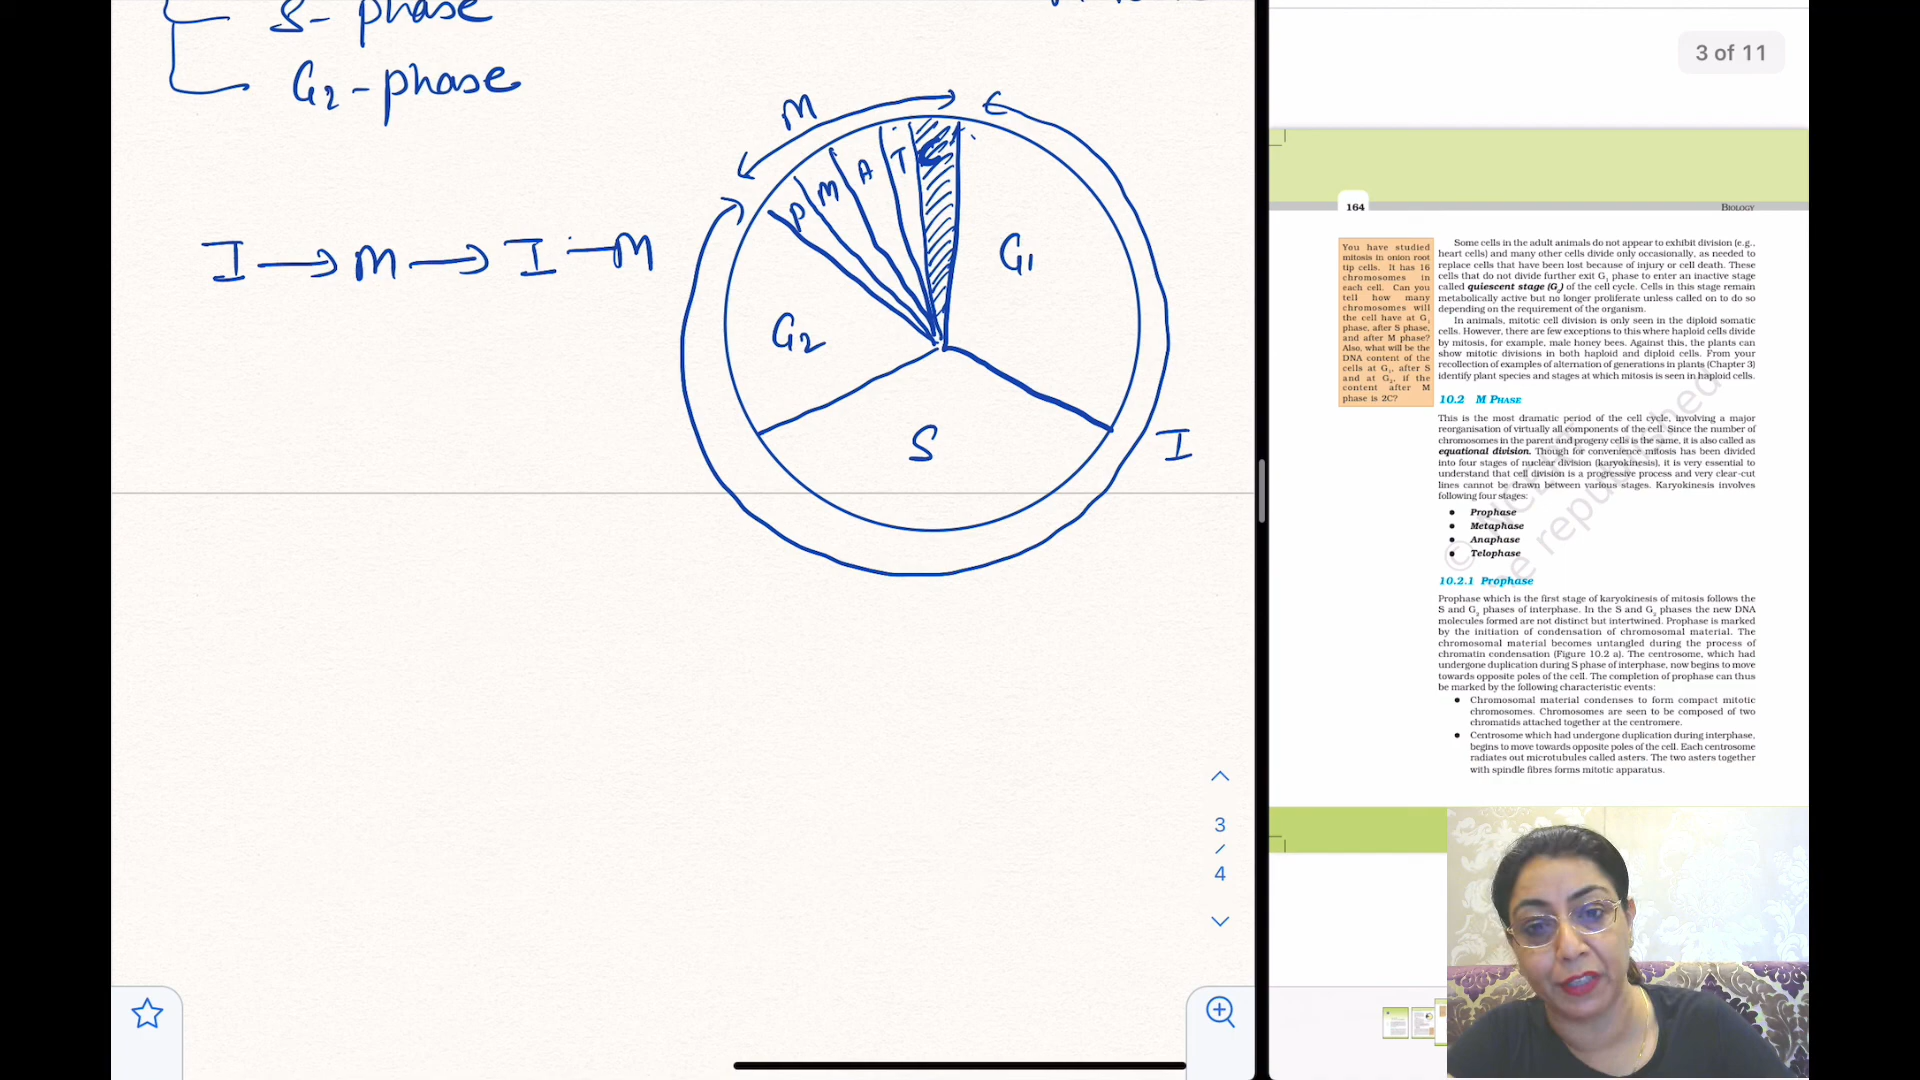 S- phase
G2-phase
M
P M A T
I → M → I — M
G1
G2
S
I
3
/
4
3 of 11
164
BIOLOGY
You have studied
mitosis in onion root
tip cells. It has 16
chromosomes in
each cell. Can you
tell how many
chromosomes will
the cell have at G1
phase, after S phase,
and after M phase?
Also, what will be the
DNA content of the
cells at G1, after S
and at G2, if the
content after M
phase is 2C?
Some cells in the adult animals do not appear to exhibit division (e.g.,
heart cells) and many other cells divide only occasionally, as needed to
replace cells that have been lost because of injury or cell death. These
cells that do not divide further exit G1 phase to enter an inactive stage
called quiescent stage (G0) of the cell cycle. Cells in this stage remain
metabolically active but no longer proliferate unless called on to do so
depending on the requirement of the organism.
In animals, mitotic cell division is only seen in the diploid somatic
cells. However, there are few exceptions to this where haploid cells divide
by mitosis, for example, male honey bees. Against this, the plants can
show mitotic divisions in both haploid and diploid cells. From your
recollection of examples of alternation of generations in plants (Chapter 3)
identify plant species and stages at which mitosis is seen in haploid cells.
10.2 M PHASE
This is the most dramatic period of the cell cycle, involving a major
reorganisation of virtually all components of the cell. Since the number of
chromosomes in the parent and progeny cells is the same, it is also called as
equational division. Though for convenience mitosis has been divided
into four stages of nuclear division (karyokinesis), it is very essential to
understand that cell division is a progressive process and very clear-cut
lines cannot be drawn between various stages. Karyokinesis involves
following four stages:
● Prophase
● Metaphase
● Anaphase
● Telophase
10.2.1 Prophase
Prophase which is the first stage of karyokinesis of mitosis follows the
S and G2 phases of interphase. In the S and G2 phases the new DNA
molecules formed are not distinct but intertwined. Prophase is marked
by the initiation of condensation of chromosomal material. The
chromosomal material becomes untangled during the process of
chromatin condensation (Figure 10.2 a). The centrosome, which had
undergone duplication during S phase of interphase, now begins to move
towards opposite poles of the cell. The completion of prophase can thus
be marked by the following characteristic events:
● Chromosomal material condenses to form compact mitotic
chromosomes. Chromosomes are seen to be composed of two
chromatids attached together at the centromere.
● Centrosome which had undergone duplication during interphase,
begins to move towards opposite poles of the cell. Each centrosome
radiates out microtubules called asters. The two asters together
with spindle fibres forms mitotic apparatus.